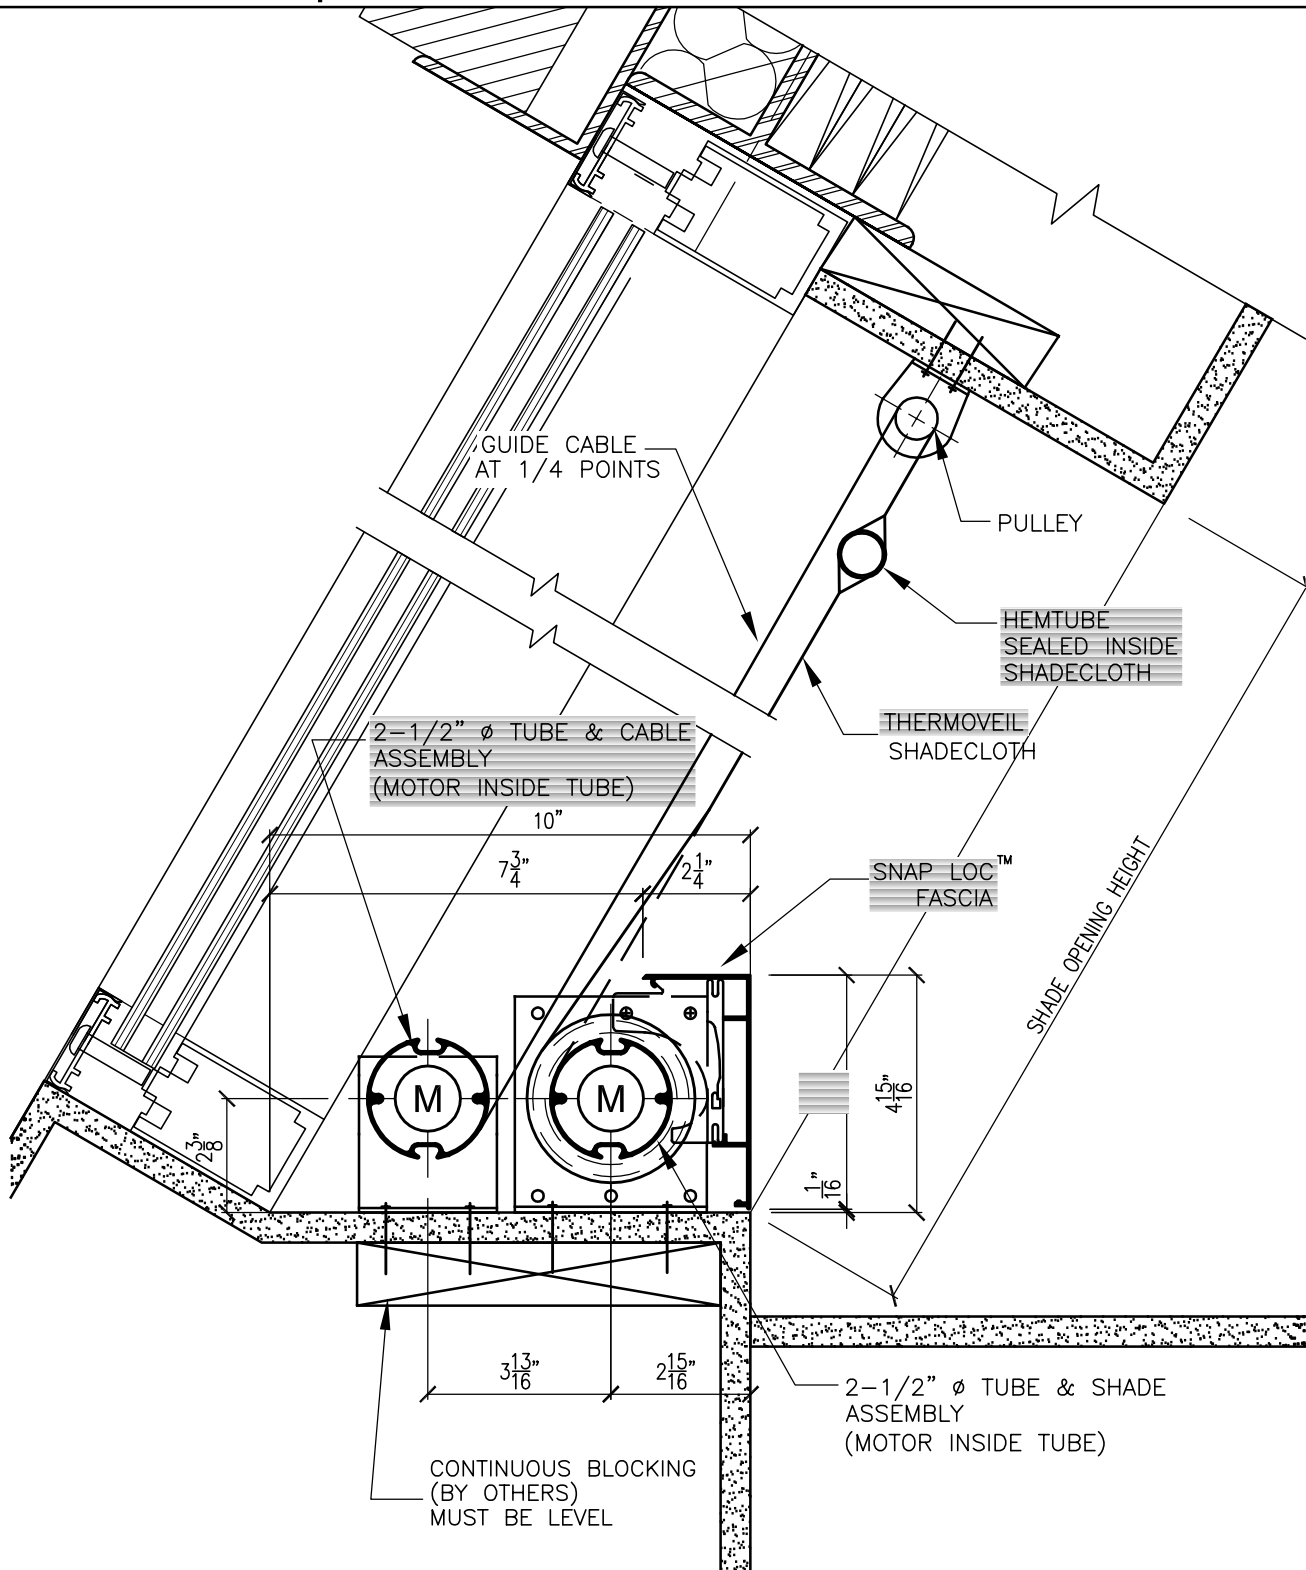 GUIDE CABLE
AT 1/4 POINTS
PULLEY
HEMTUBE
SEALED INSIDE
SHADECLOTH
THERMOVEIL
SHADECLOTH
2-1/2" ø TUBE & CABLE
ASSEMBLY
(MOTOR INSIDE TUBE)
10"
7 3/4"
2 1/4"
SNAP LOC™
FASCIA
SHADE OPENING HEIGHT
M
M
4 15/16"
2 3/8"
1/16"
3 13/16"
2 15/16"
2-1/2" ø TUBE & SHADE
ASSEMBLY
(MOTOR INSIDE TUBE)
CONTINUOUS BLOCKING
(BY OTHERS)
MUST BE LEVEL